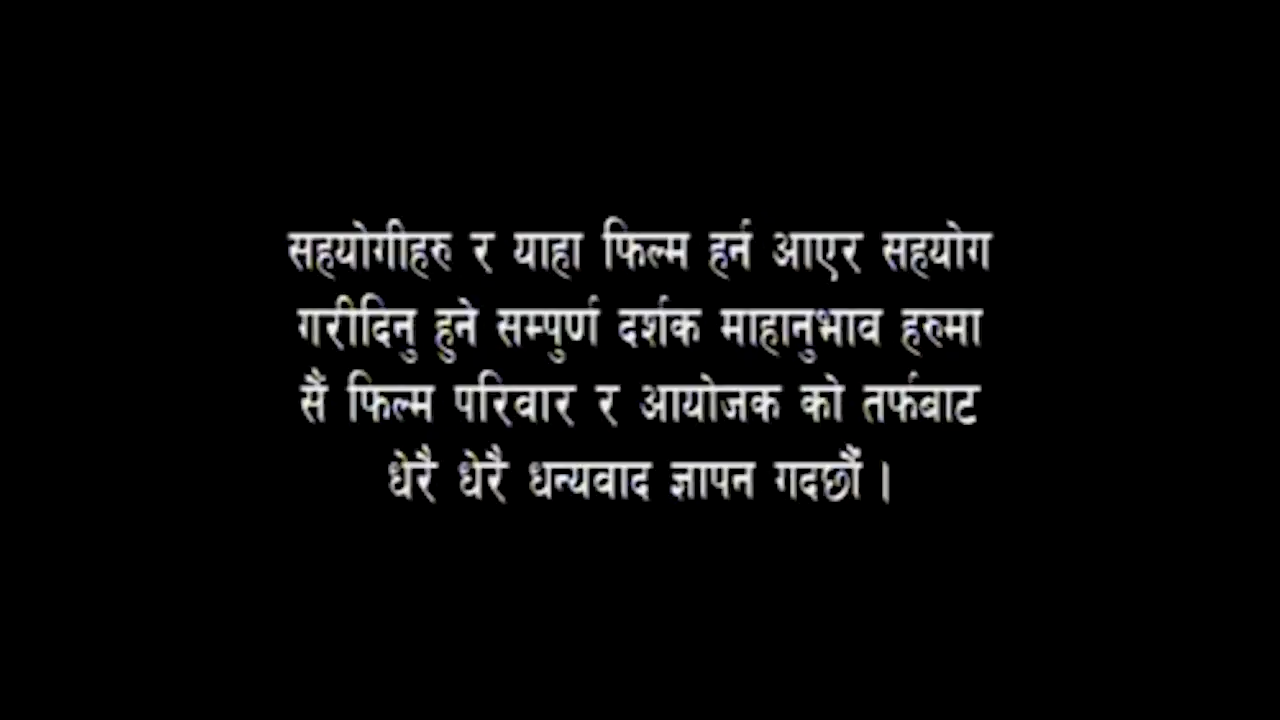 सहयोगीहरु र याहा फिल्म हर्न आएर सहयोग
गरीदिनु हुने सम्पुर्ण दर्शक माहानुभाव हरुमा
सैं फिल्म परिवार र आयोजक को तर्फबाट
धेरै धेरै धन्यवाद ज्ञापन गदछौं ।